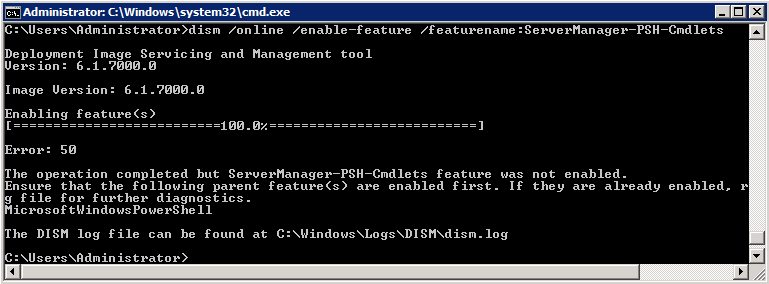 Administrator: C:\Windows\system32\cmd.exe
C:\Users\Administrator>dism /online /enable-feature /featurename:ServerManager-PSH-Cmdlets
Deployment Image Servicing and Management tool
Version: 6.1.7000.0
Image Version: 6.1.7000.0
Enabling feature(s)
[==========================100.0%==========================]
Error: 50
The operation completed but ServerManager-PSH-Cmdlets feature was not enabled.
Ensure that the following parent feature(s) are enabled first. If they are already enabled, r
g file for further diagnostics.
MicrosoftWindowsPowerShell
The DISM log file can be found at C:\Windows\Logs\DISM\dism.log
C:\Users\Administrator>